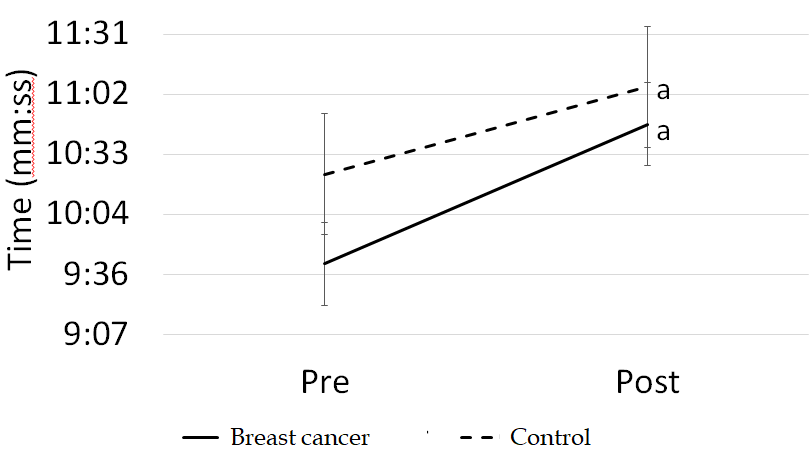 Time (mm:ss)
11:31
11:02
10:33
10:04
9:36
9:07
a
a
Pre Post
Breast cancer Control